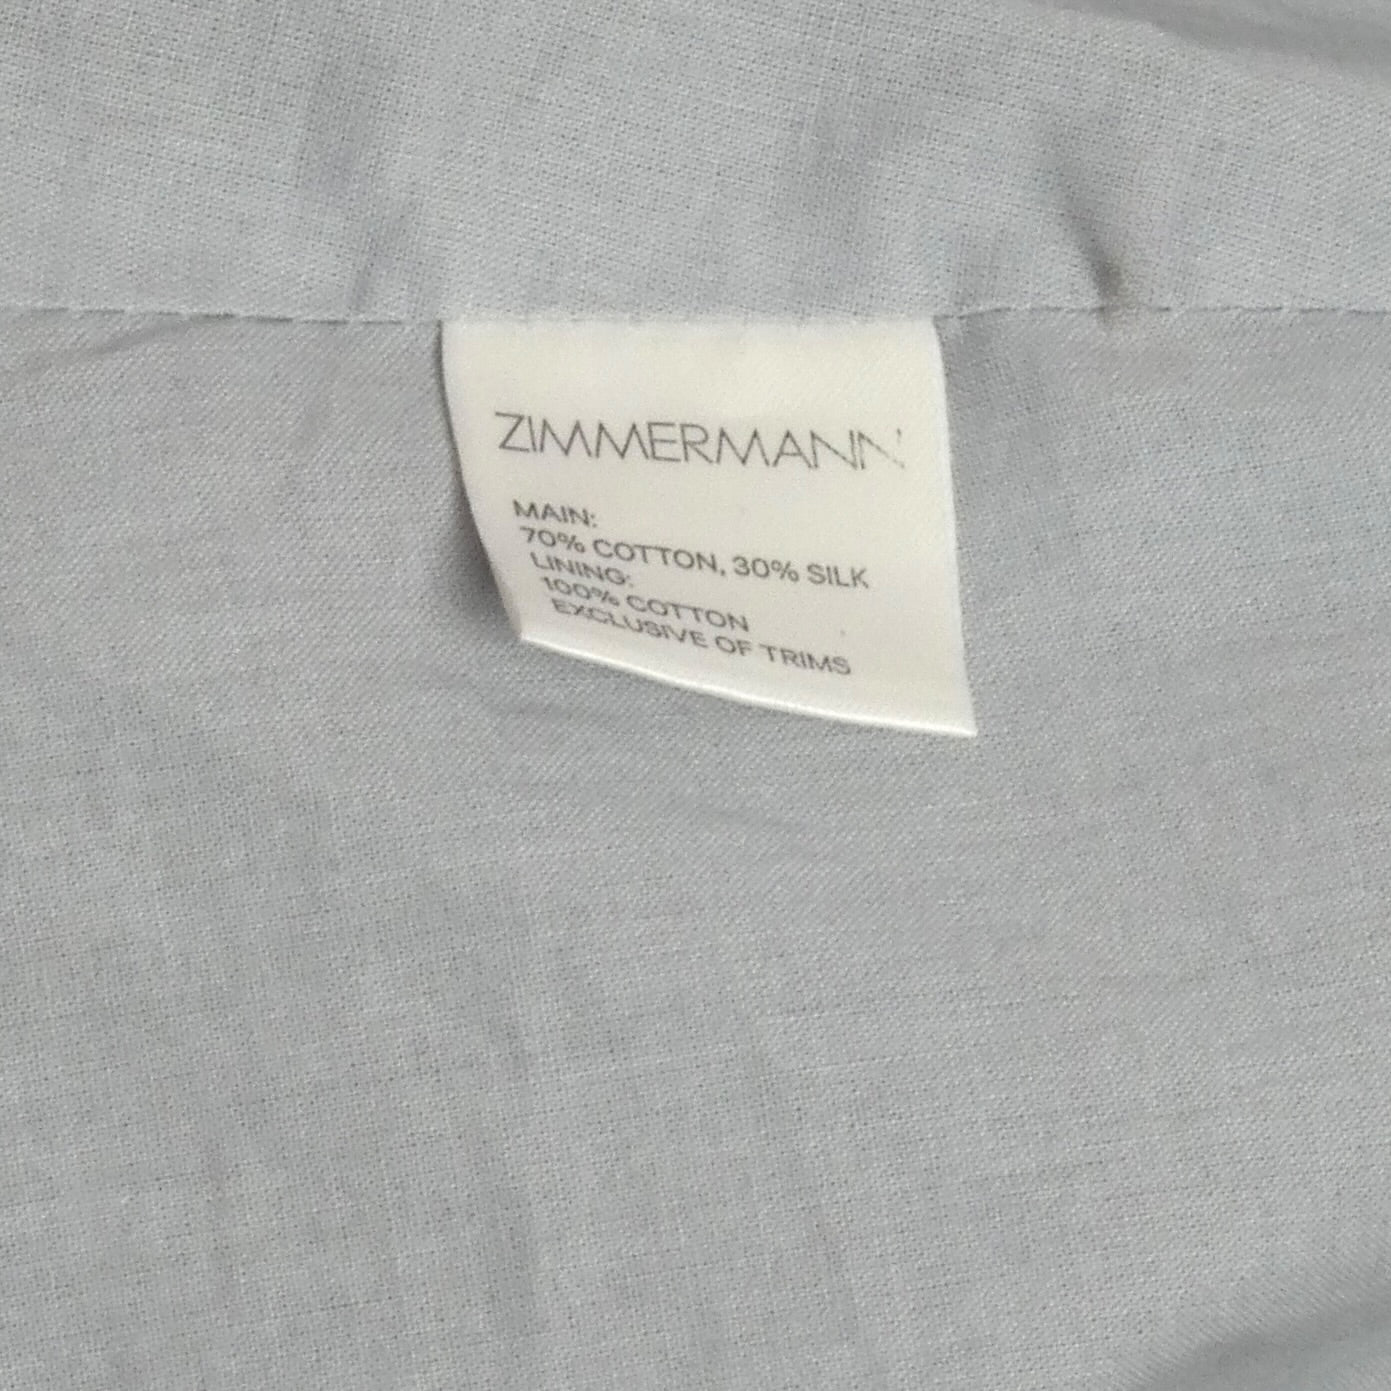 ZIMMERMANN
MAIN:
70% COTTON, 30% SILK
LINING:
100% COTTON
EXCLUSIVE OF TRIMS